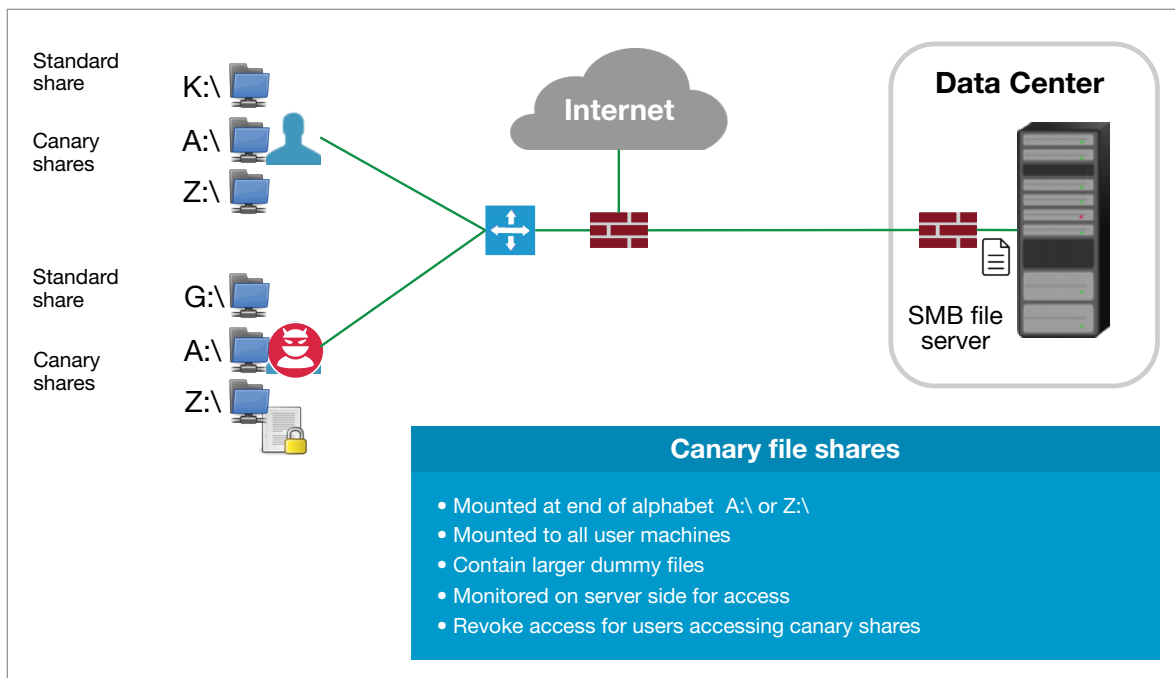 Standard
share
K:\
Canary
shares
A:\
Z:\
Internet
Data Center
Standard
share
G:\
Canary
shares
A:\
Z:\
SMB file
server
Canary file shares
• Mounted at end of alphabet  A:\ or Z:\
• Mounted to all user machines
• Contain larger dummy files
• Monitored on server side for access
• Revoke access for users accessing canary shares